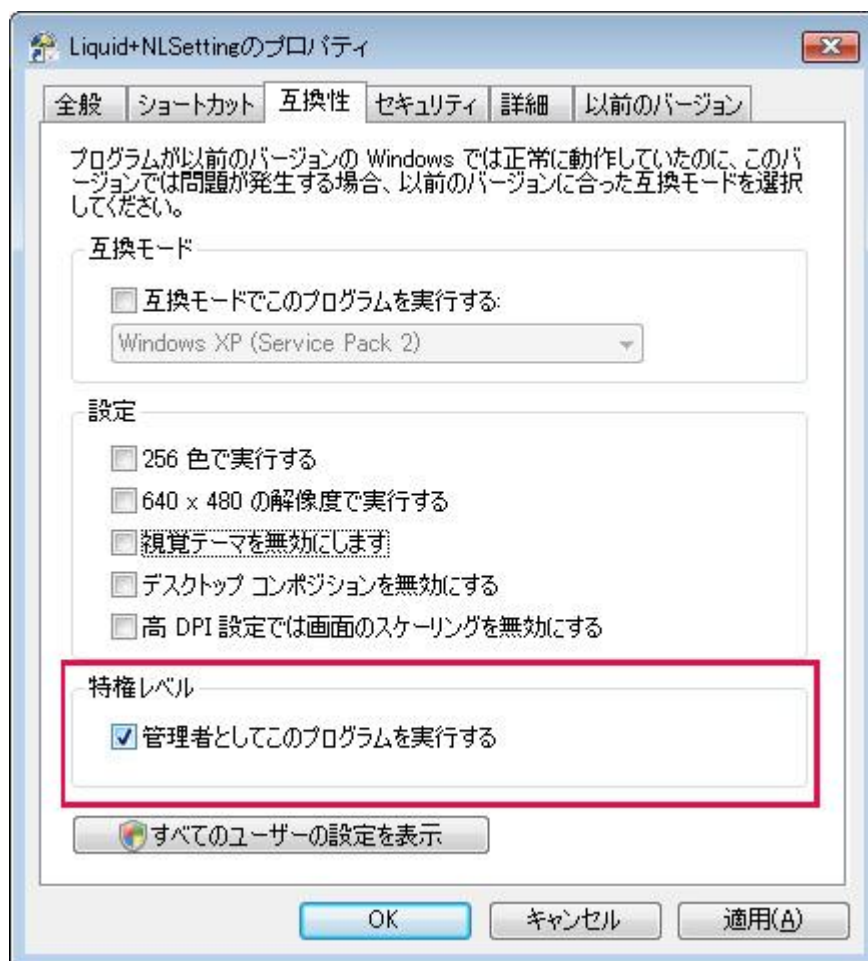 Liquid+NLSettingのプロパティ
全般 ショートカット 互換性 セキュリティ 詳細 以前のバージョン
プログラムが以前のバージョンの Windows では正常に動作していたのに、このバ
ージョンでは問題が発生する場合、以前のバージョンに合った互換モードを選択
してください。
互換モード
互換モードでこのプログラムを実行する:
Windows XP (Service Pack 2)
設定
256 色で実行する
640 x 480 の解像度で実行する
視覚テーマを無効にします
デスクトップ コンポジションを無効にする
高 DPI 設定では画面のスケーリングを無効にする
特権レベル
管理者としてこのプログラムを実行する
すべてのユーザーの設定を表示
OK キャンセル 適用(A)